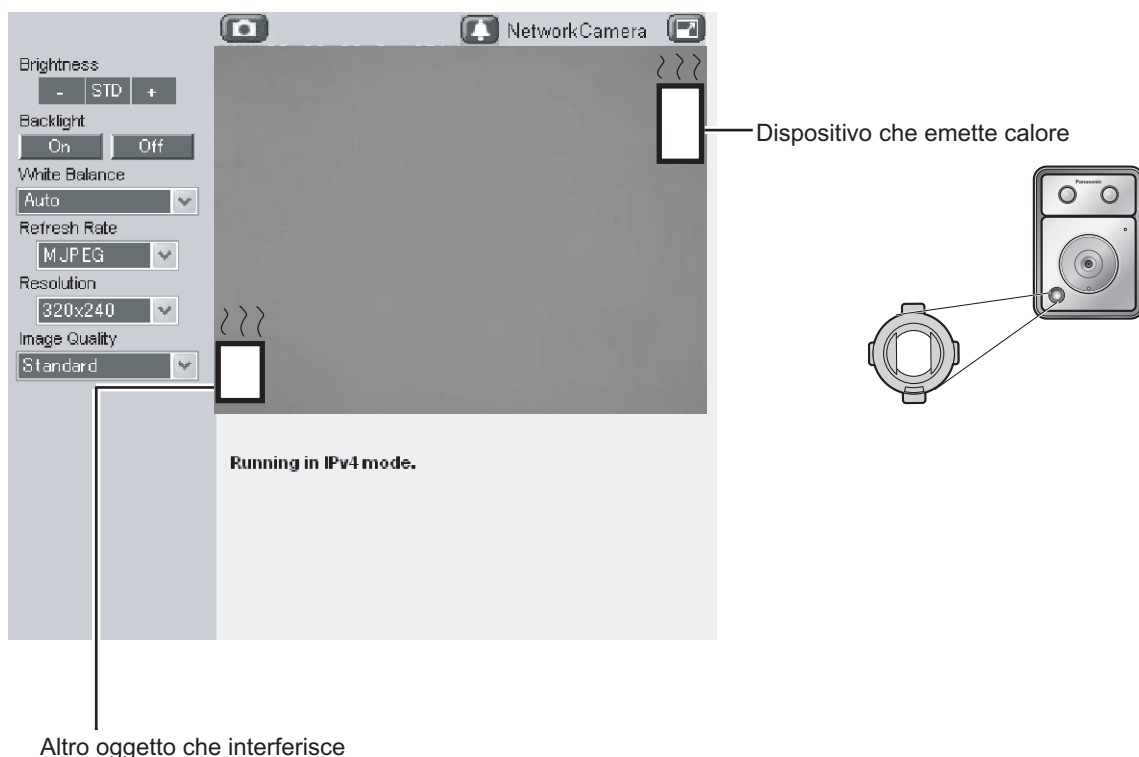 NetworkCamera
Brightness
- STD +
Backlight
On Off
White Balance
Auto
Refresh Rate
MJPEG
Resolution
320x240
Image Quality
Standard
Dispositivo che emette calore
Panasonic
Running in IPv4 mode.
Altro oggetto che interferisce